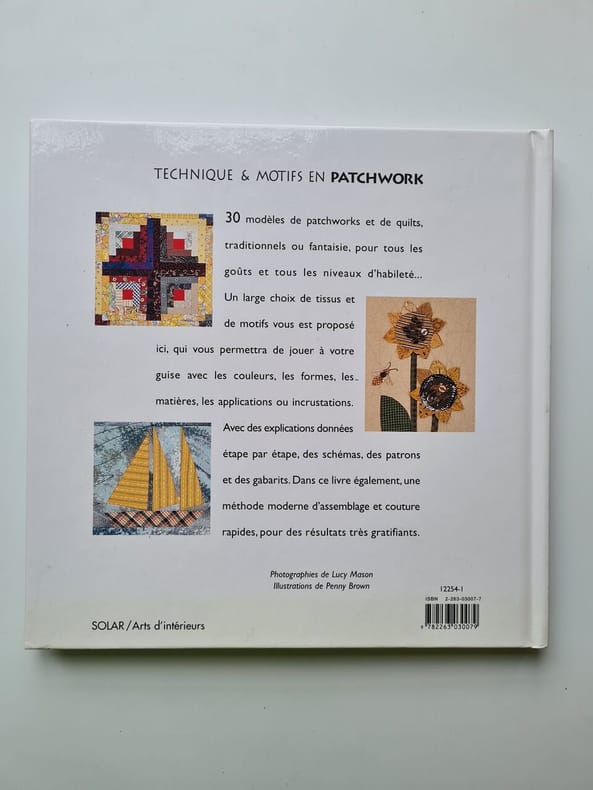 TECHNIQUE & MOTIFS EN PATCHWORK
30 modèles de patchworks et de quilts,
traditionnels ou fantaisie, pour tous les
goûts et tous les niveaux d'habileté...
Un large choix de tissus et
de motifs vous est proposé
ici, qui vous permettra de jouer à votre
guise avec les couleurs, les formes, les
matières, les applications ou incrustations.
Avec des explications données
étape par étape, des schémas, des patrons
et des gabarits. Dans ce livre également, une
méthode moderne d'assemblage et couture
rapides, pour des résultats très gratifiants.
Photographies de Lucy Mason
Illustrations de Penny Brown
12254-1
ISBN 2-263-03007-7
9 782263 030079
SOLAR / Arts d'intérieurs